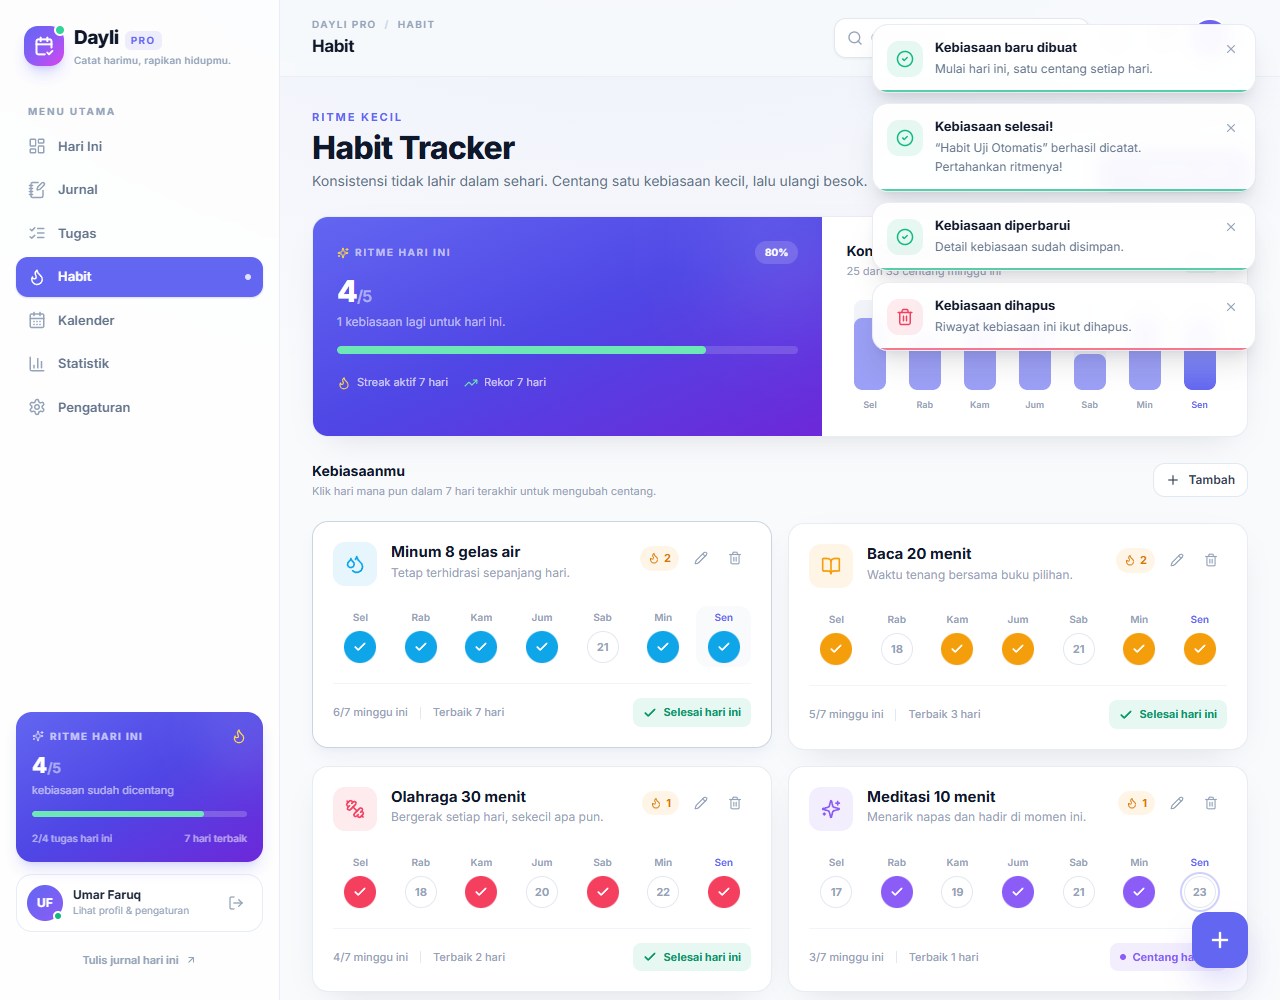 Dayli PRO
Catat harimu, rapikan hidupmu.
MENU UTAMA
Hari Ini
Jurnal
Tugas
Habit
Kalender
Statistik
Pengaturan
RITME HARI INI
4/5
kebiasaan sudah dicentang
2/4 tugas hari ini
7 hari terbaik
UF
Umar Faruq
Lihat profil & pengaturan
Tulis jurnal hari ini
DAYLI PRO / HABIT
Habit
Kebiasaan baru dibuat
Mulai hari ini, satu centang setiap hari.
Kebiasaan selesai!
“Habit Uji Otomatis” berhasil dicatat.
Pertahankan ritmenya!
Kebiasaan diperbarui
Detail kebiasaan sudah disimpan.
Kebiasaan dihapus
Riwayat kebiasaan ini ikut dihapus.
RITME KECIL
Habit Tracker
Konsistensi tidak lahir dalam sehari. Centang satu kebiasaan kecil, lalu ulangi besok.
RITME HARI INI
80%
4/5
1 kebiasaan lagi untuk hari ini.
Streak aktif 7 hari
Rekor 7 hari
25 dari 35 centang minggu ini
Sel Rab Kam Jum Sab Min Sen
Kebiasaanmu
Klik hari mana pun dalam 7 hari terakhir untuk mengubah centang.
Tambah
Minum 8 gelas air
2
Tetap terhidrasi sepanjang hari.
Sel Rab Kam Jum Sab Min Sen
21
6/7 minggu ini
Terbaik 7 hari
Selesai hari ini
Baca 20 menit
2
Waktu tenang bersama buku pilihan.
Sel Rab Kam Jum Sab Min Sen
18 21
5/7 minggu ini
Terbaik 3 hari
Selesai hari ini
Olahraga 30 menit
1
Bergerak setiap hari, sekecil apa pun.
Sel Rab Kam Jum Sab Min Sen
18 20 22
4/7 minggu ini
Terbaik 2 hari
Selesai hari ini
Meditasi 10 menit
1
Menarik napas dan hadir di momen ini.
Sel Rab Kam Jum Sab Min Sen
17 19 21 23
3/7 minggu ini
Terbaik 1 hari
Centang